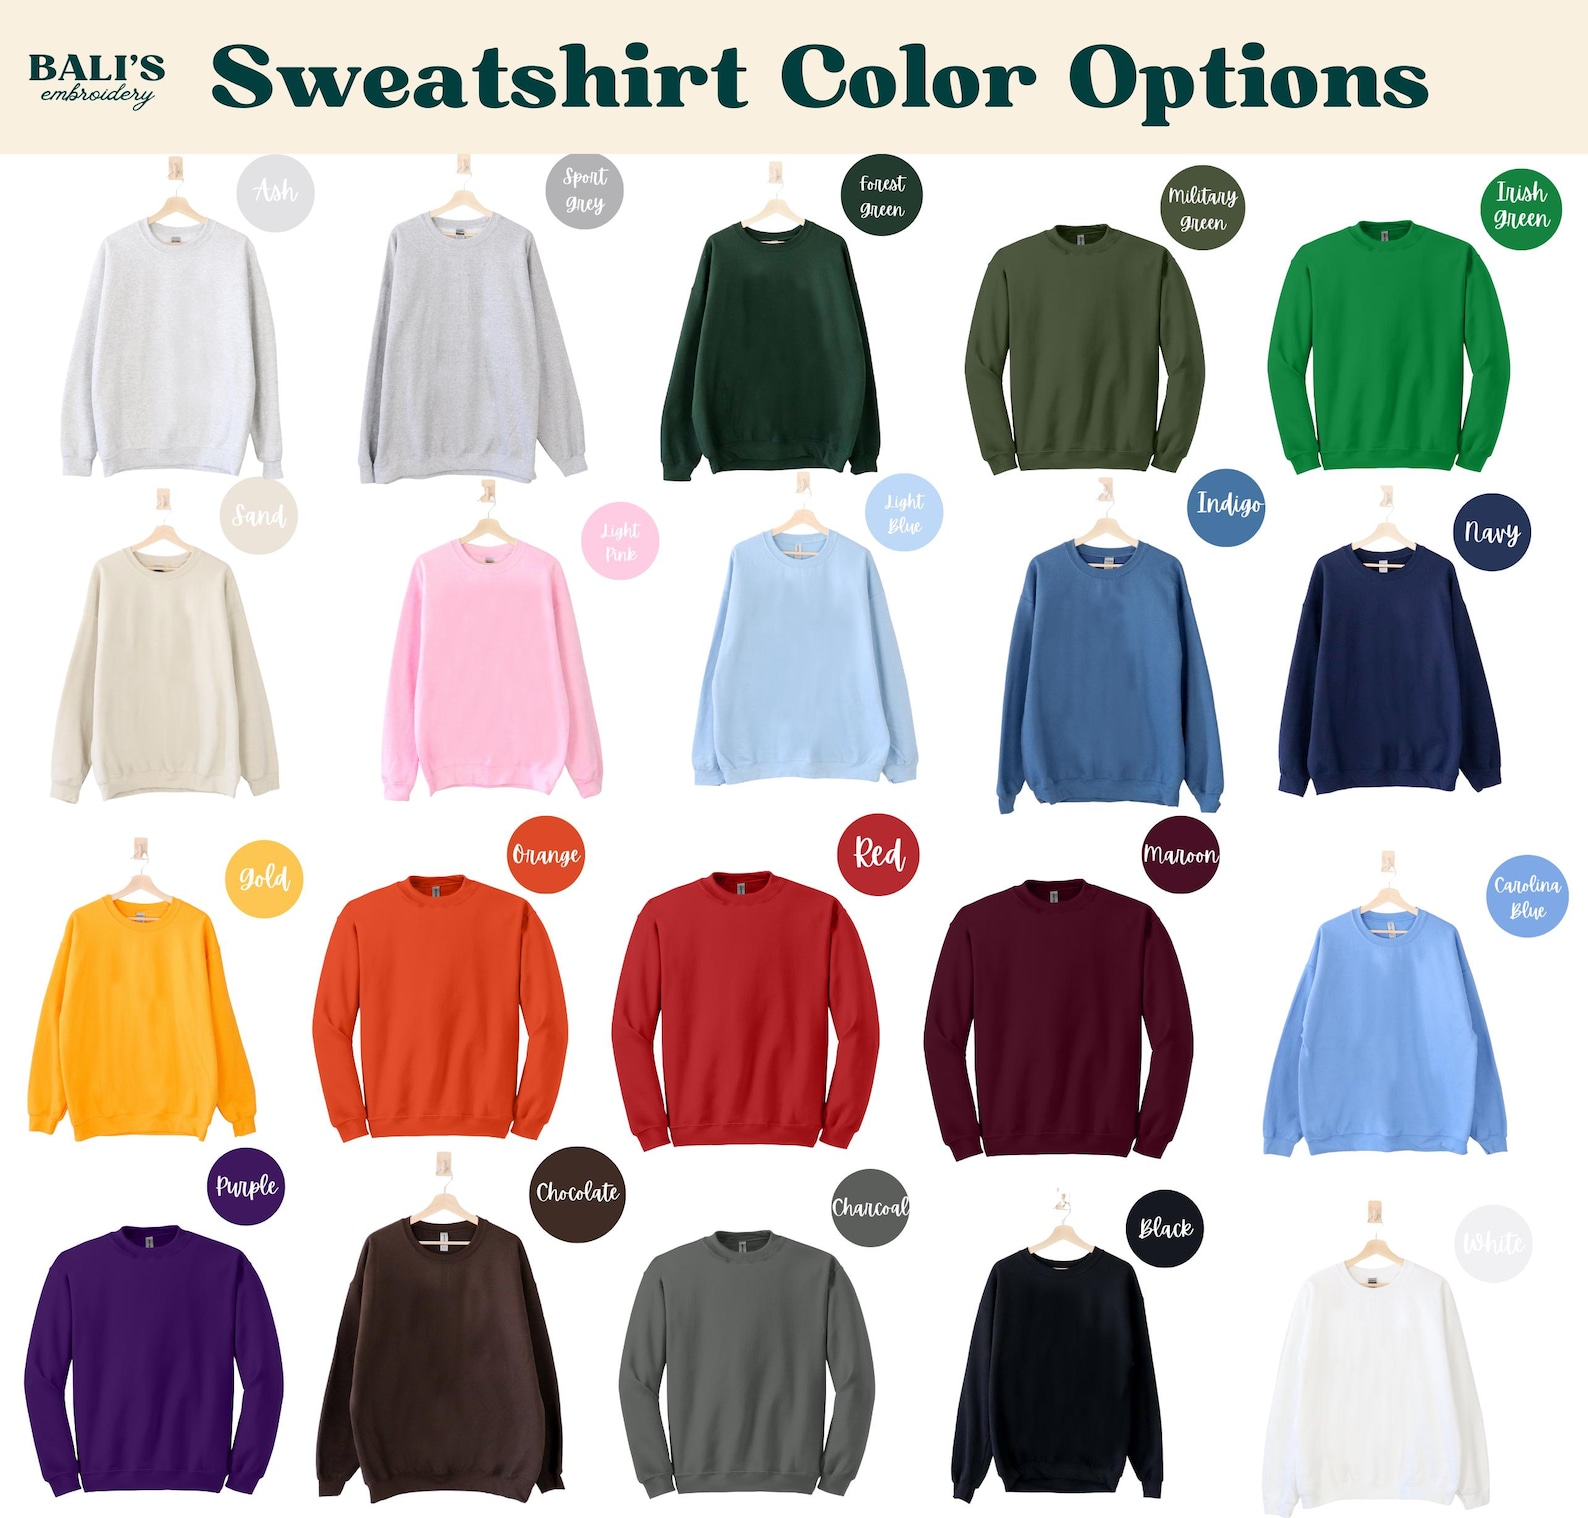 BALI'S
embroidery
Sweatshirt Color Options
Ash
Sport
Grey
Forest
Green
Military
Green
Irish
Green
Sand
Light
Pink
Light
Blue
Indigo
Navy
Gold
Orange
Red
Maroon
Carolina
Blue
Purple
Chocolate
Charcoal
Black
White